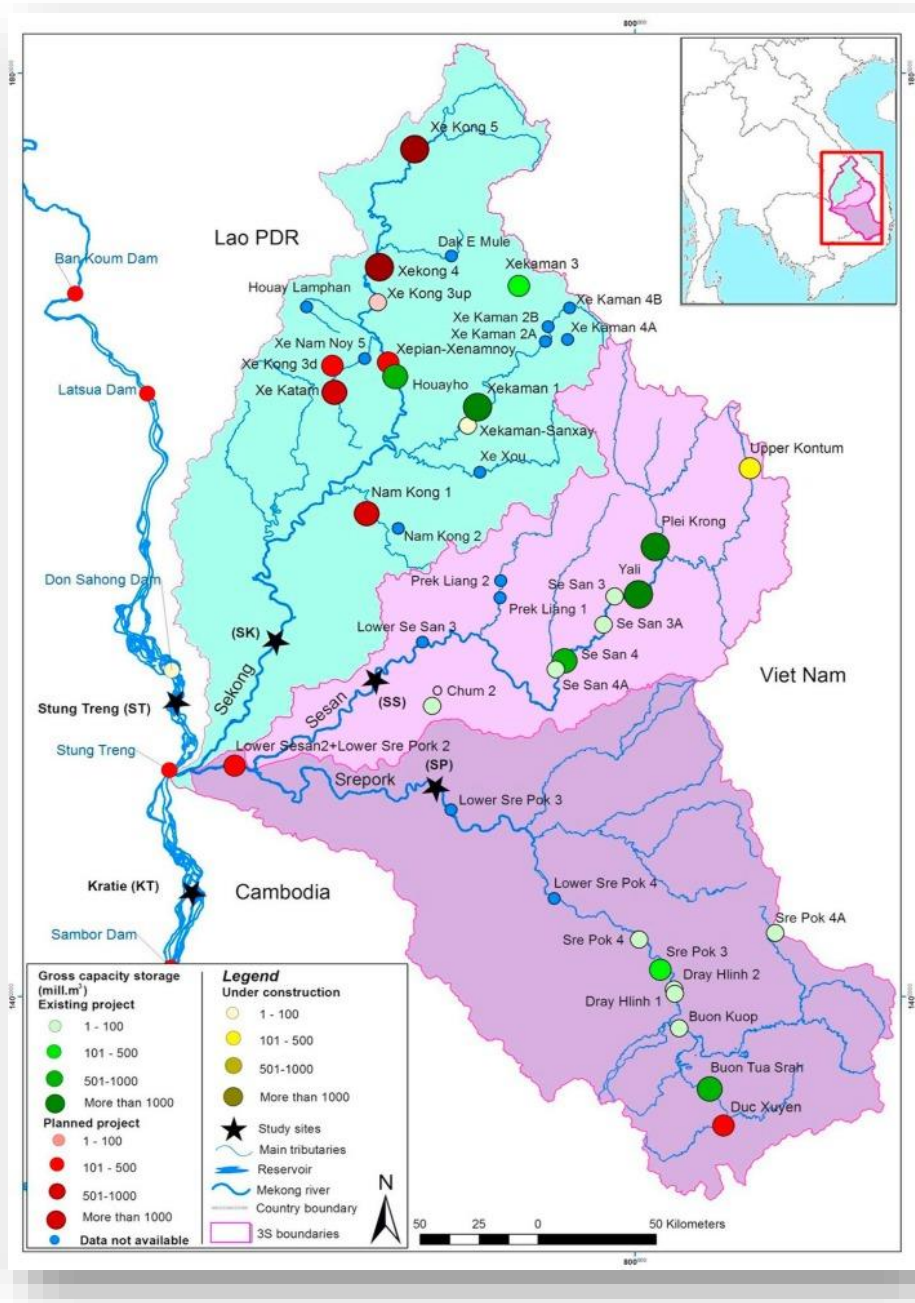 800000
180000
180000
Xe Kong 5
Lao PDR
Dak E Mule
Ban Koum Dam
Xekong 4
Xekaman 3
Houay Lamphan
Xe Kong 3up
Xe Kaman 4B
Xe Kaman 2B
Xe Kaman 2A
Xe Kaman 4A
Xe Nam Noy 5
Xepian-Xenamnoy
Xe Kong 3d
Latsua Dam
Xe Katam
Houayho
Xekaman 1
Xekaman-Sanxay
Upper Kontum
Xe Xou
Nam Kong 1
Nam Kong 2
Plei Krong
Don Sahong Dam
Prek Liang 2
Yali
Se San 3
Prek Liang 1
Se San 3A
(SK)
Lower Se San 3
Se San 4
Sekong
Sesan
(SS)
Se San 4A
Viet Nam
O Chum 2
Stung Treng (ST)
Stung Treng
Lower Sesan2+Lower Sre Pork 2
Srepork
(SP)
Lower Sre Pok 3
Kratie (KT)
Cambodia
Lower Sre Pok 4
Sambor Dam
Sre Pok 4
Sre Pok 4A
Sre Pok 3
Dray Hlinh 2
Dray Hlinh 1
140000
140000
Buon Kuop
Buon Tua Srah
Duc Xuyen
Gross capacity storage
(mill.m³)
Existing project
1 - 100
101 - 500
501-1000
More than 1000
Planned project
1 - 100
101 - 500
501-1000
More than 1000
Data not available
Legend
Under construction
1 - 100
101 - 500
501-1000
More than 1000
Study sites
Main tributaries
Reservoir
Mekong river
Country boundary
3S boundaries
N
50 25 0 50 Kilometers
800000